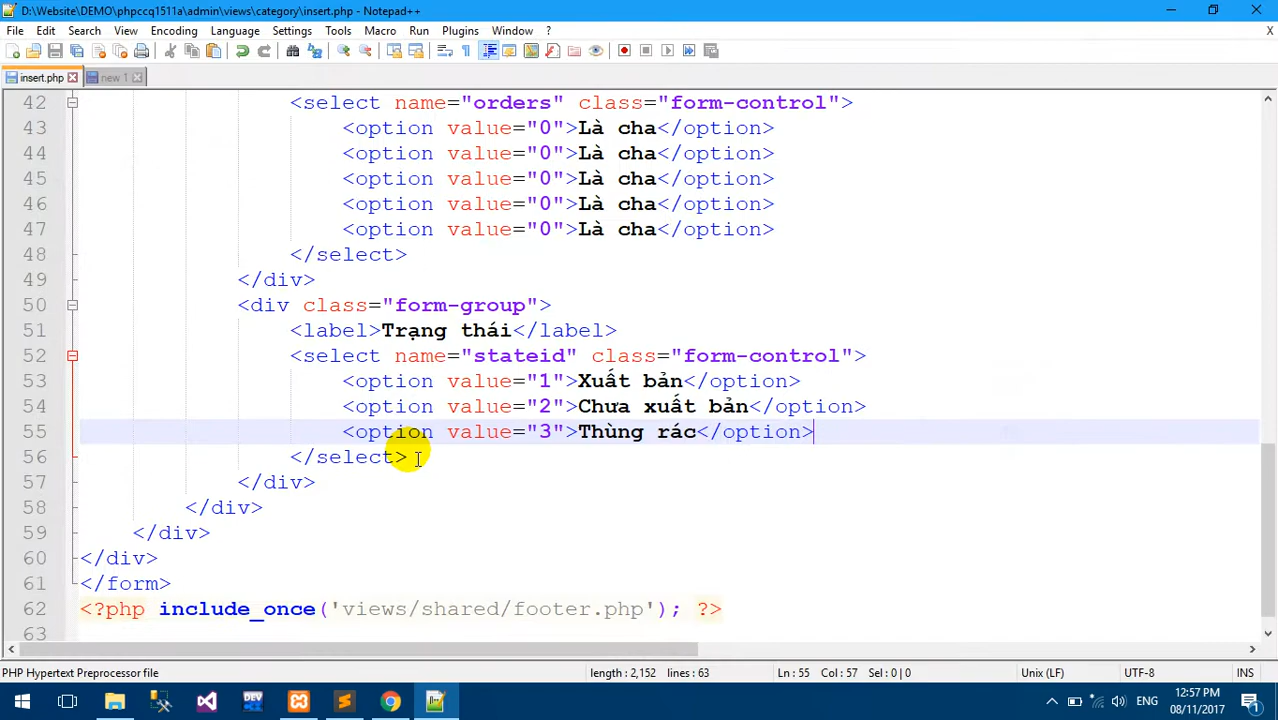 D:\Website\DEMO\phpccq1511a\admin\views\category\insert.php - Notepad++
File Edit Search View Encoding Language Settings Tools Macro Run Plugins Window ? X
insert.php new 1
42 <select name="orders" class="form-control">
43 <option value="0">Là cha</option>
44 <option value="0">Là cha</option>
45 <option value="0">Là cha</option>
46 <option value="0">Là cha</option>
47 <option value="0">Là cha</option>
48 </select>
49 </div>
50 <div class="form-group">
51 <label>Trạng thái</label>
52 <select name="stateid" class="form-control">
53 <option value="1">Xuất bản</option>
54 <option value="2">Chưa xuất bản</option>
55 <option value="3">Thùng rác</option>
56 </select>
57 </div>
58 </div>
59 </div>
60 </div>
61 </form>
62 <?php include_once('views/shared/footer.php'); ?>
63
PHP Hypertext Preprocessor file length : 2,152 lines : 63 Ln : 55 Col : 57 Sel : 0 | 0 Unix (LF) UTF-8 INS
DEV ENG 12:57 PM
08/11/2017